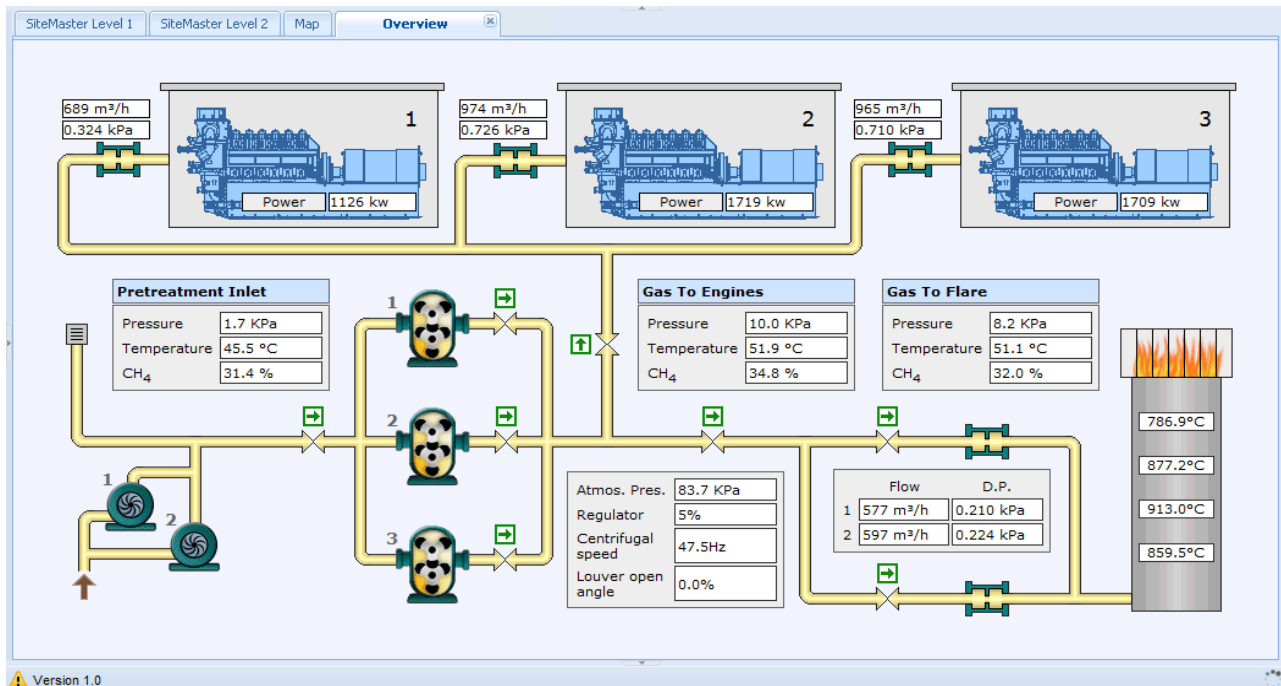 SiteMaster Level 1 SiteMaster Level 2 Map Overview
689 m³/h
0.324 kPa
1
Power 1126 kw
974 m³/h
0.726 kPa
2
Power 1719 kw
965 m³/h
0.710 kPa
3
Power 1709 kw
Pretreatment Inlet
Pressure 1.7 KPa
Temperature 45.5 °C
CH₄ 31.4 %
1
2
3
Gas To Engines
Pressure 10.0 KPa
Temperature 51.9 °C
CH₄ 34.8 %
Gas To Flare
Pressure 8.2 KPa
Temperature 51.1 °C
CH₄ 32.0 %
1
2
Atmos. Pres. 83.7 KPa
Regulator 5%
Centrifugal
speed 47.5Hz
Louver open
angle 0.0%
Flow D.P.
1 577 m³/h 0.210 kPa
2 597 m³/h 0.224 kPa
786.9°C
877.2°C
913.0°C
859.5°C
Version 1.0